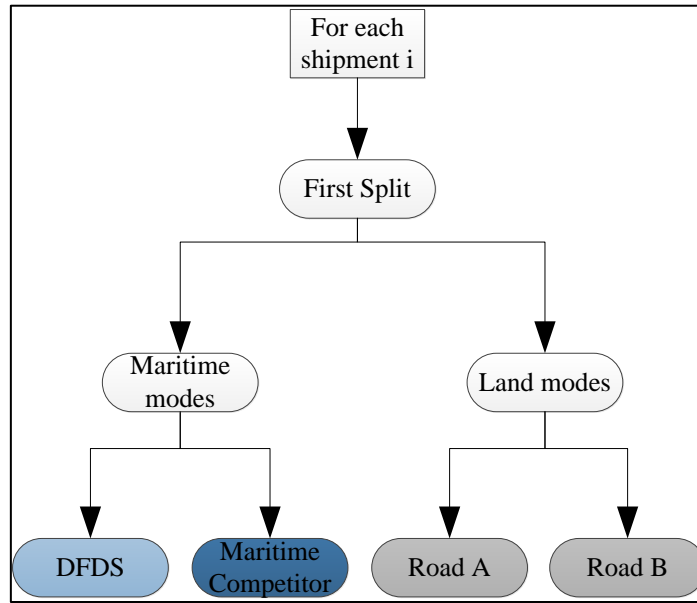 For each
shipment i
First Split
Maritime
modes
Land modes
DFDS
Maritime
Competitor
Road A
Road B